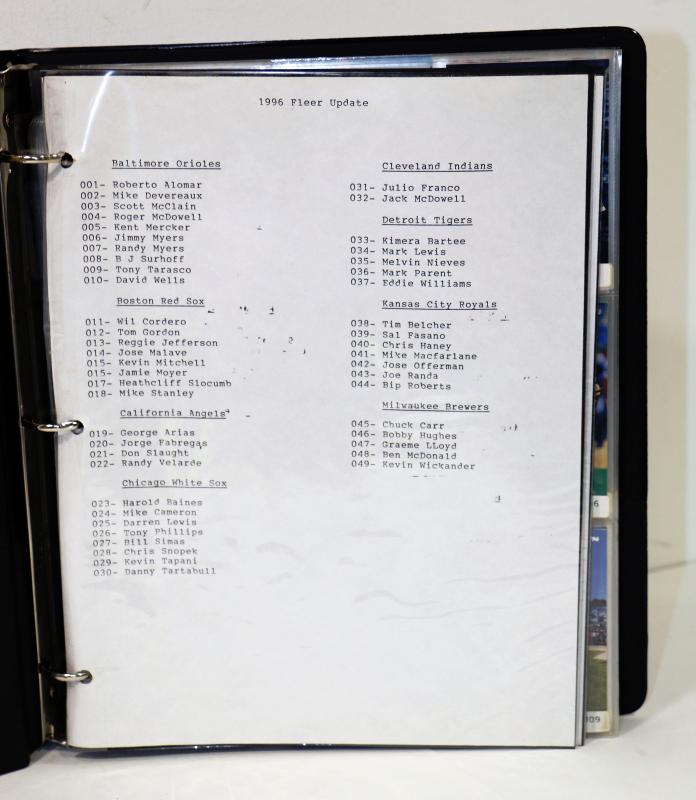 1996 Fleer Update
Baltimore Orioles
001- Roberto Alomar
002- Mike Devereaux
003- Scott McClain
004- Roger McDowell
005- Kent Mercker
006- Jimmy Myers
007- Randy Myers
008- B J Surhoff
009- Tony Tarasco
010- David Wells
Boston Red Sox
011- Wil Cordero
012- Tom Gordon
013- Reggie Jefferson
014- Jose Malave
015- Kevin Mitchell
015- Jamie Moyer
017- Heathcliff Slocumb
018- Mike Stanley
California Angels
019- George Arias
020- Jorge Fabregas
021- Don Slaught
022- Randy Velarde
Chicago White Sox
023- Harold Baines
024- Mike Cameron
025- Darren Lewis
026- Tony Phillips
027- Bill Simas
028- Chris Snopek
029- Kevin Tapani
030- Danny Tartabull
Cleveland Indians
031- Julio Franco
032- Jack McDowell
Detroit Tigers
033- Kimera Bartee
034- Mark Lewis
035- Melvin Nieves
036- Mark Parent
037- Eddie Williams
Kansas City Royals
038- Tim Belcher
039- Sal Fasano
040- Chris Haney
041- Mike Macfarlane
042- Jose Offerman
043- Joe Randa
044- Bip Roberts
Milwaukee Brewers
045- Chuck Carr
046- Bobby Hughes
047- Graeme LLoyd
048- Ben McDonald
049- Kevin Wickander